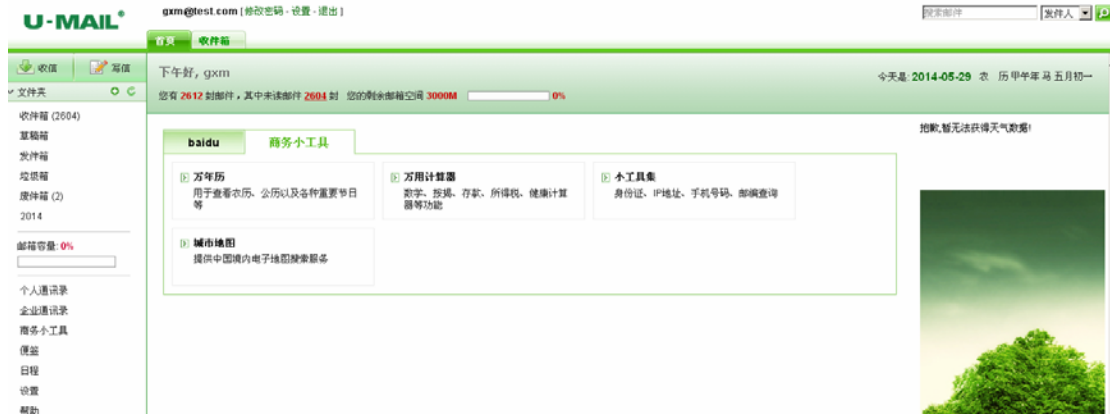 U-MAIL®
gxm@test.com [修改密码 - 设置 - 退出]
搜索邮件 发件人
首页 收件箱
收信 写信
下午好, gxm
今天是: 2014-05-29 农 历 甲午年 马 五月初一
您有 2612 封邮件，其中未读邮件 2604 封 您的剩余邮箱空间 3000M 0%
文件夹
收件箱 (2604)
草稿箱
发件箱
垃圾箱
废件箱 (2)
2014
邮箱容量: 0%
个人通讯录
企业通讯录
商务小工具
便签
日程
设置
帮助
baidu 商务小工具
万年历
用于查看农历、公历以及各种重要节日
等
万用计算器
数学、按揭、存款、所得税、健康计算
器等功能
小工具集
身份证、IP地址、手机号码、邮编查询
城市地图
提供中国境内电子地图搜索服务
抱歉,暂无法获得天气数据!